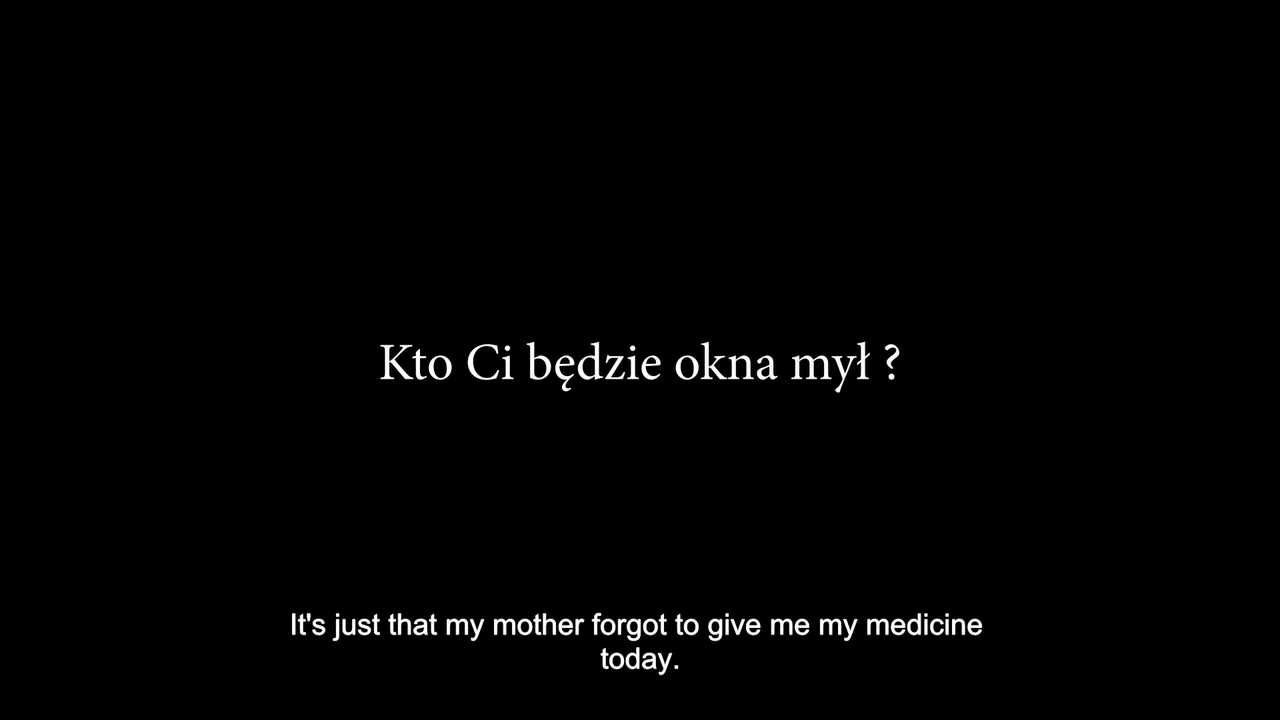 Kto Ci będzie okna mył ?
It's just that my mother forgot to give me my medicine
today.